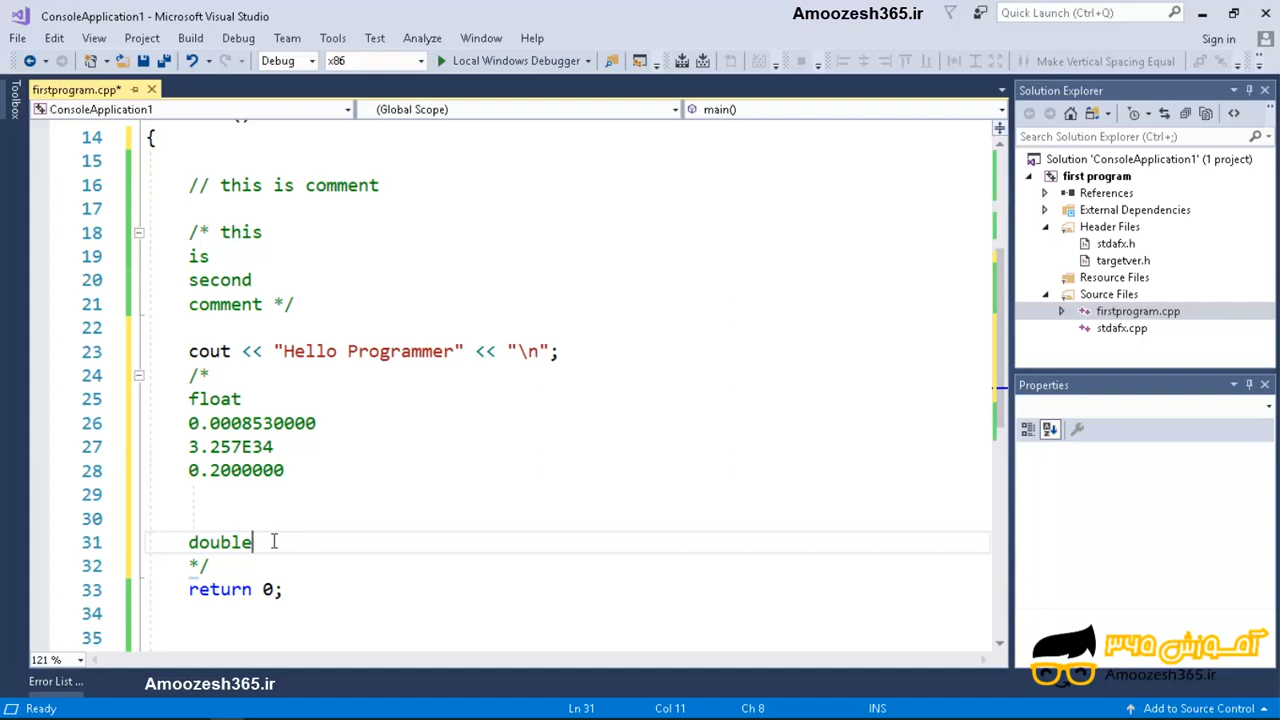 ConsoleApplication1 - Microsoft Visual Studio
Amoozesh365.ir
Quick Launch (Ctrl+Q)
File Edit View Project Build Debug Team Tools Test Analyze Window Help
Sign in
Debug x86 Local Windows Debugger Make Vertical Spacing Equal
Toolbox
firstprogram.cpp*
ConsoleApplication1 (Global Scope) main()
14 {
15
16 // this is comment
17
18 /* this
19 is
20 second
21 comment */
22
23 cout << "Hello Programmer" << "\n";
24 /*
25 float
26 0.0008530000
27 3.257E34
28 0.2000000
29
30
31 double
32 */
33 return 0;
34
35
121 %
Solution Explorer
Search Solution Explorer (Ctrl+;)
Solution 'ConsoleApplication1' (1 project)
first program
References
External Dependencies
Header Files
stdafx.h
targetver.h
Resource Files
Source Files
firstprogram.cpp
stdafx.cpp
Properties
آموزش ۳۶۵
Amoozesh365.ir
Error List ...
Amoozesh365.ir
Ready Ln 31 Col 11 Ch 8 INS Add to Source Control